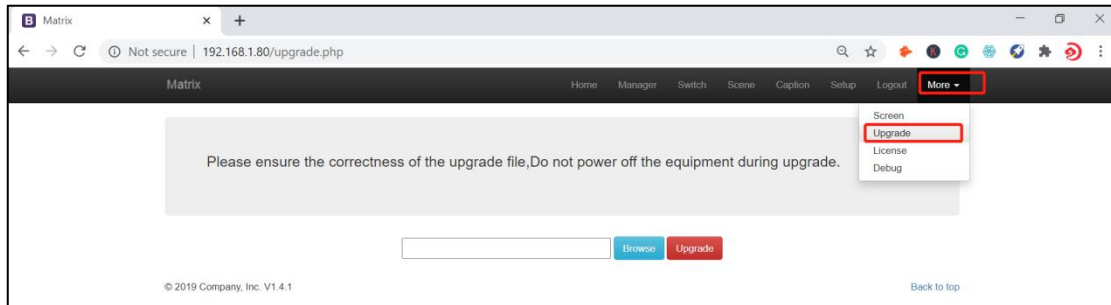 B Matrix
Not secure | 192.168.1.80/upgrade.php
Matrix Home Manager Switch Scene Caption Setup Logout More
Screen
Upgrade
License
Debug
Please ensure the correctness of the upgrade file,Do not power off the equipment during upgrade.
Browse Upgrade
© 2019 Company, Inc. V1.4.1 Back to top